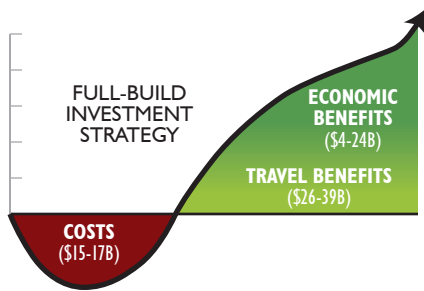 FULL-BUILD
INVESTMENT
STRATEGY
ECONOMIC
BENEFITS
($4-24B)
TRAVEL BENEFITS
($26-39B)
COSTS
($15-17B)